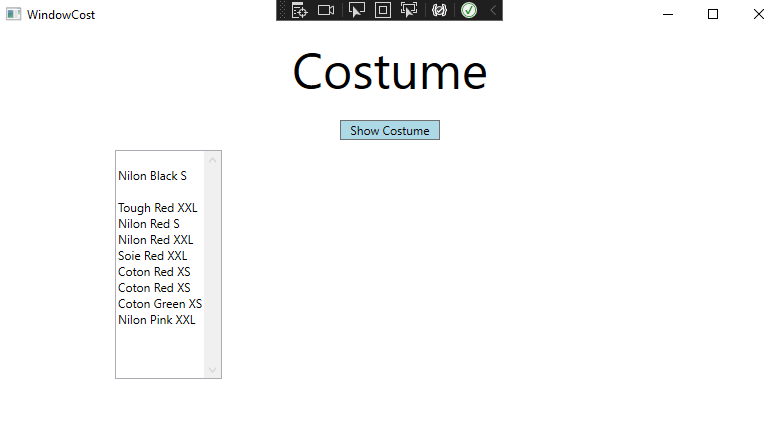 WindowCost
Costume
Show Costume
Nilon Black S
Tough Red XXL
Nilon Red S
Nilon Red XXL
Soie Red XXL
Coton Red XS
Coton Red XS
Coton Green XS
Nilon Pink XXL